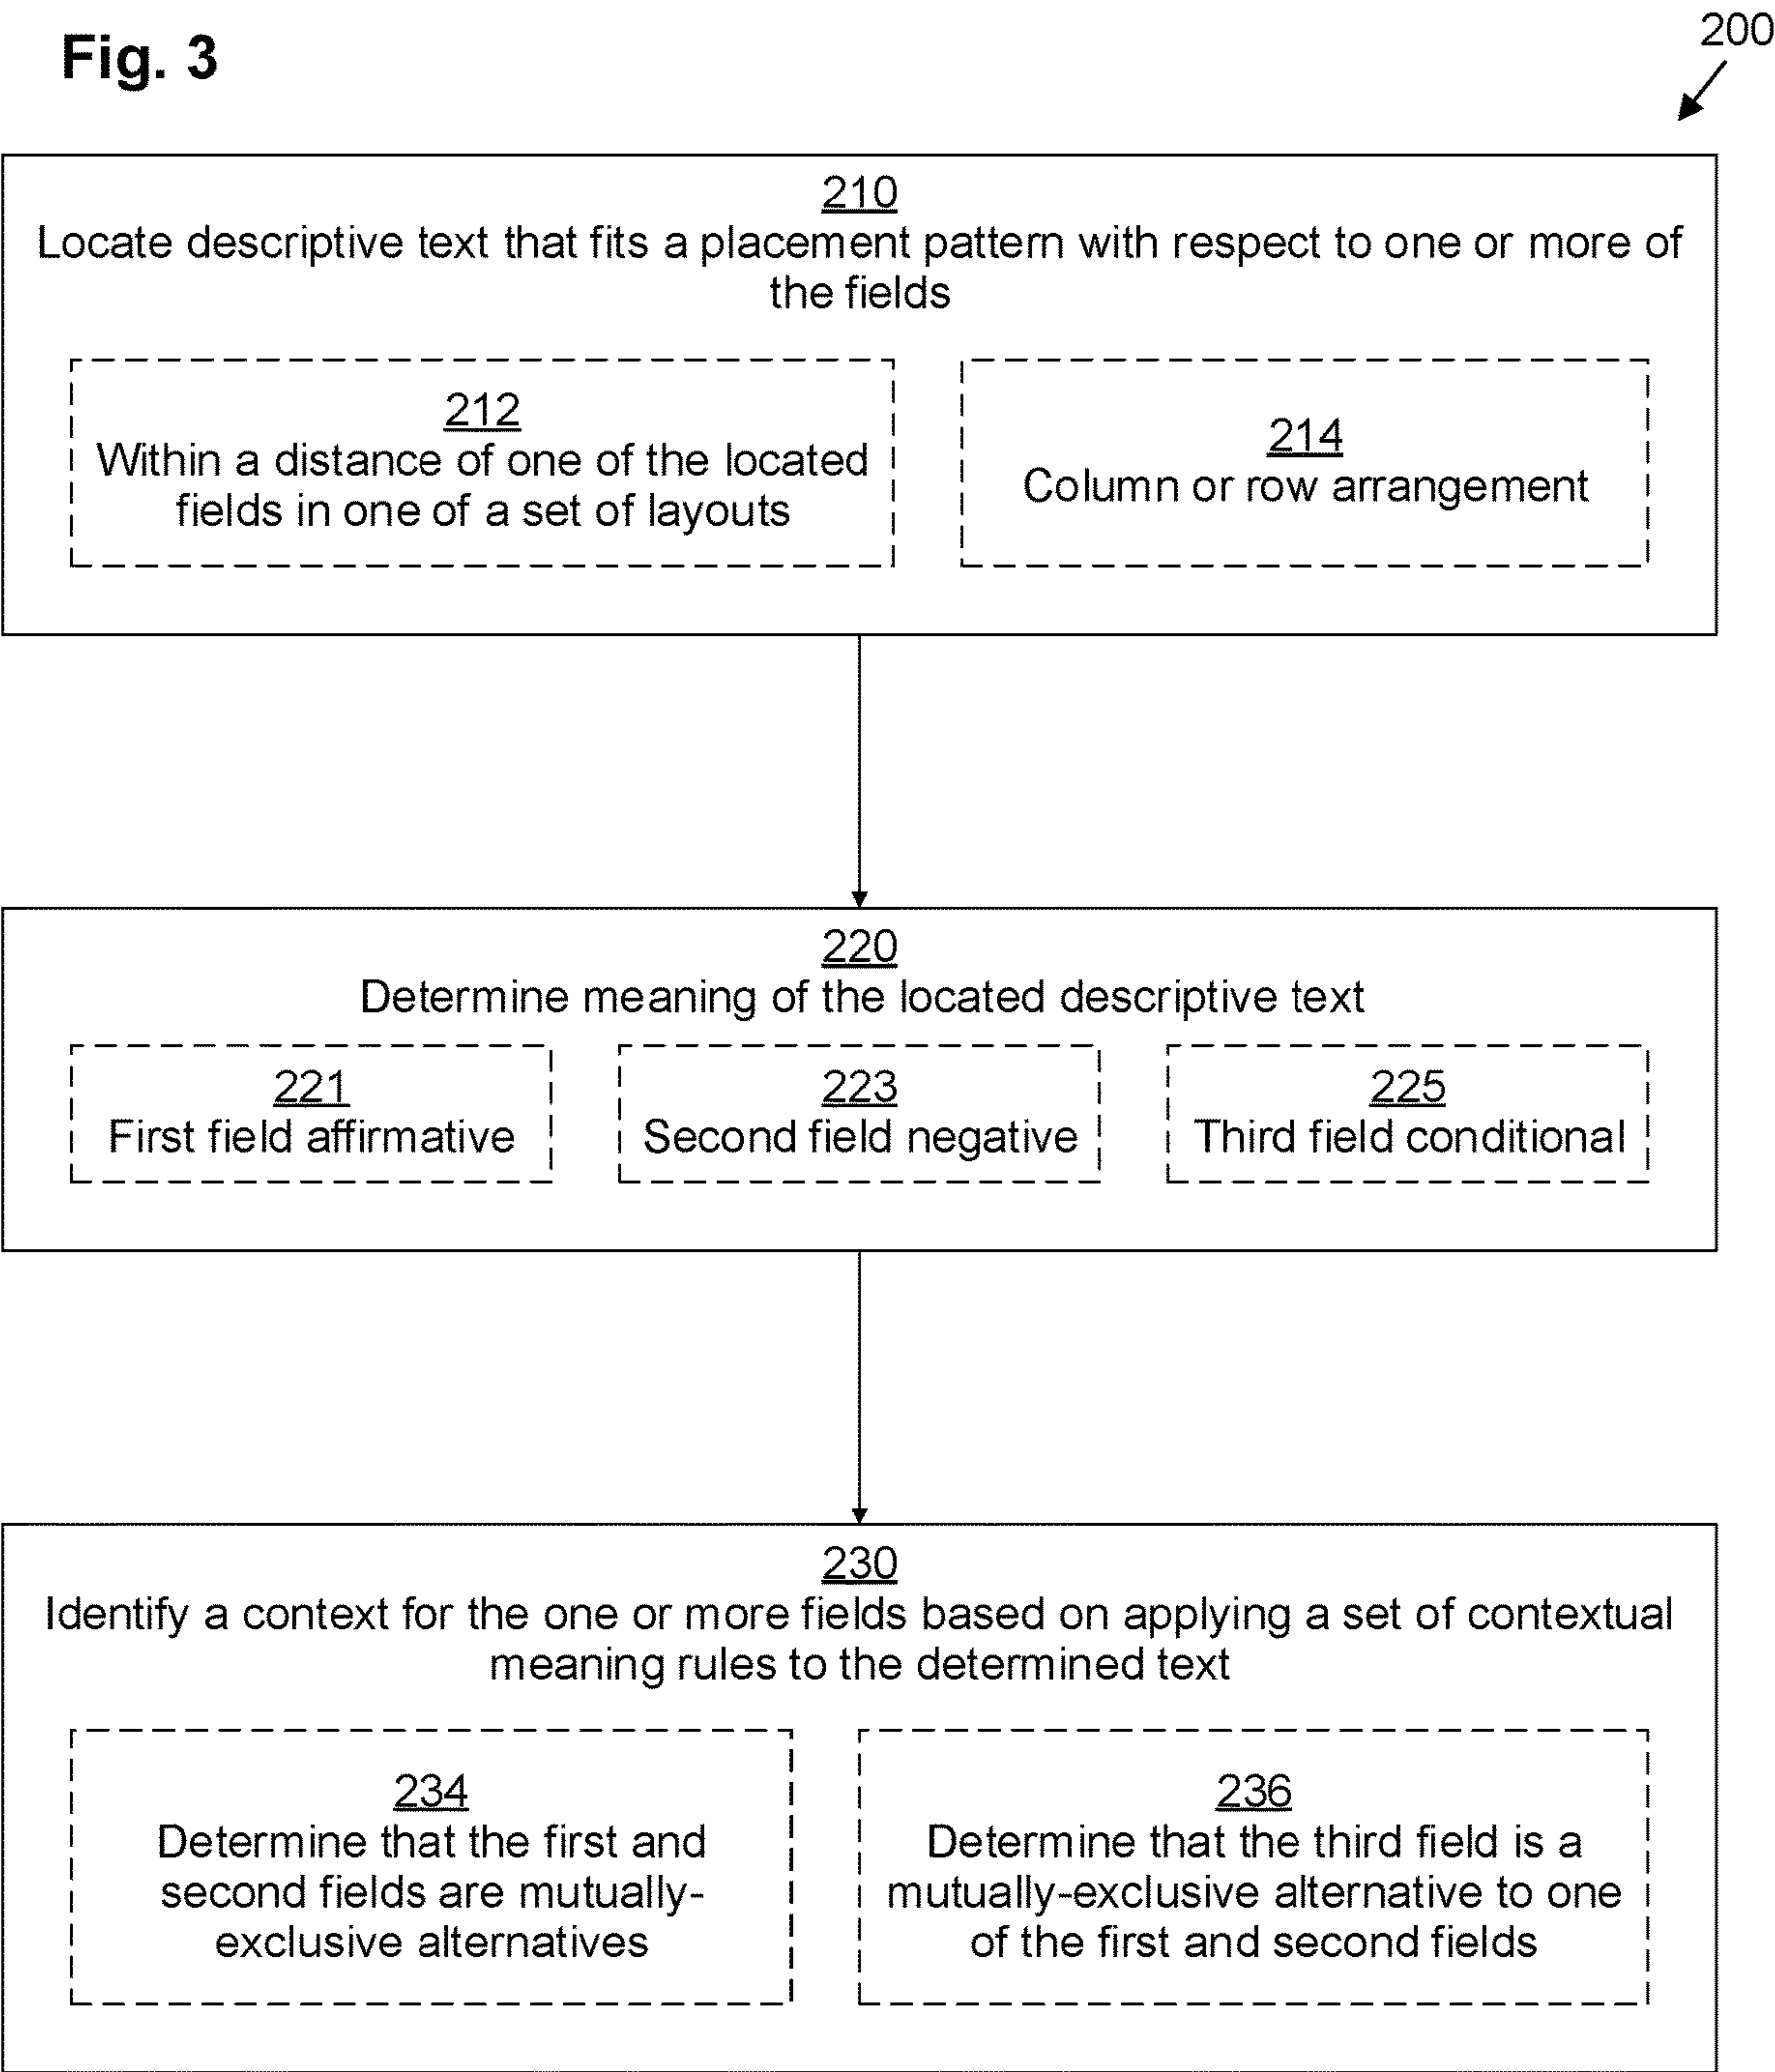 Fig. 3
200
210
Locate descriptive text that fits a placement pattern with respect to one or more of
the fields
212
Within a distance of one of the located
fields in one of a set of layouts
214
Column or row arrangement
220
Determine meaning of the located descriptive text
221
First field affirmative
223
Second field negative
225
Third field conditional
230
Identify a context for the one or more fields based on applying a set of contextual
meaning rules to the determined text
234
Determine that the first and
second fields are mutually-
exclusive alternatives
236
Determine that the third field is a
mutually-exclusive alternative to one
of the first and second fields